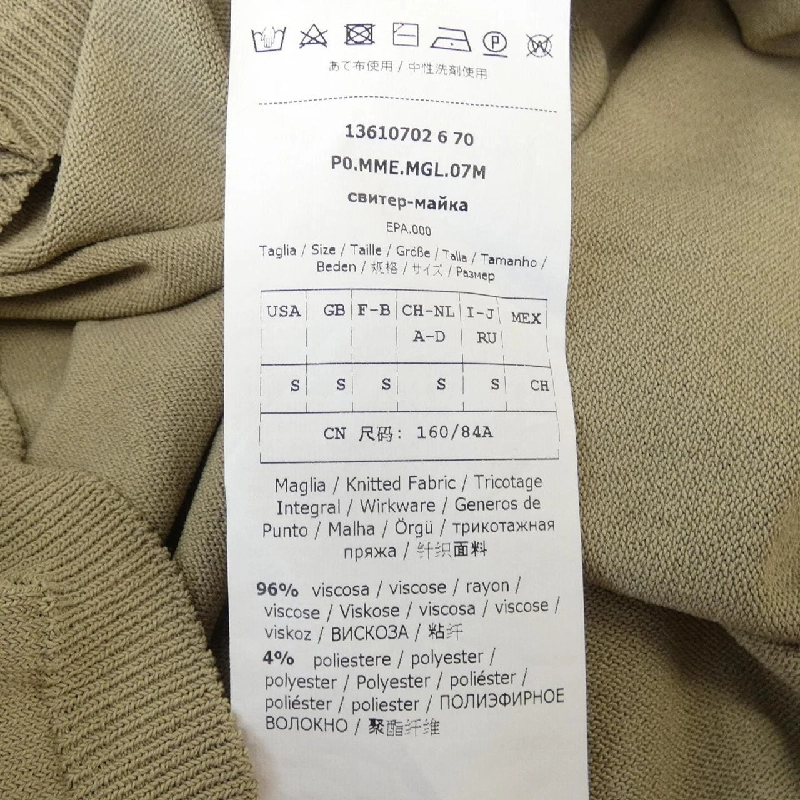 P W
あて布使用 / 中性洗剤使用
13610702 6 70
P0.MME.MGL.07M
свитер-майка
EPA.000
Taglia / Size / Taille / Größe / Talla / Tamanho /
Beden / 规格 / サイズ / Размер
USA GB F-B CH-NL I-J MEX
A-D RU
S S S S S CH
CN 尺码: 160/84A
Maglia / Knitted Fabric / Tricotage
Integral / Wirkware / Generos de
Punto / Malha / Örgü / трикотажная
пряжа / 针织面料
96% viscosa / viscose / rayon /
viscose / Viskose / viscosa / viscose /
viskoz / ВИСКОЗА / 粘纤
4% poliestere / polyester /
polyester / Polyester / poliéster /
poliéster / poliester / ПОЛИЭФИРНОЕ
ВОЛОКНО / 聚酯纤维